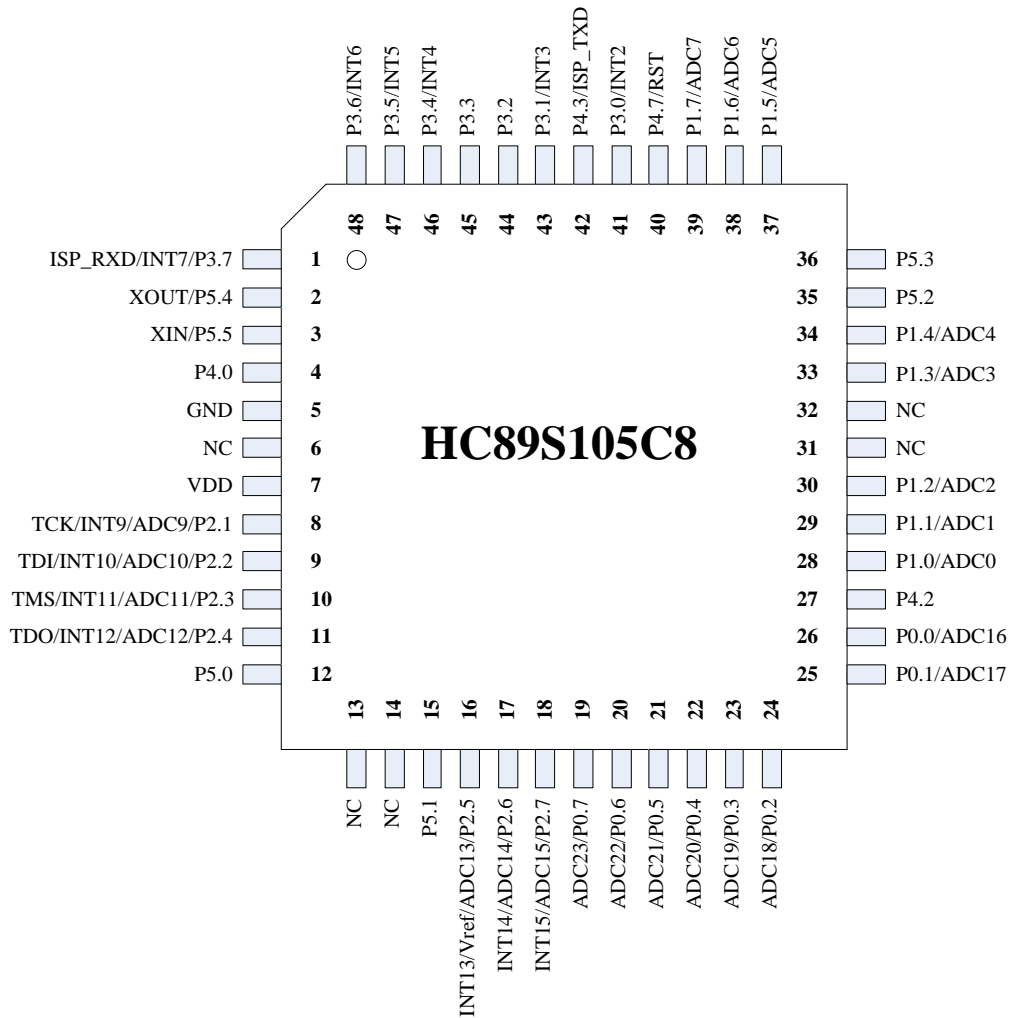 P3.6/INT6
P3.5/INT5
P3.4/INT4
P3.3
P3.2
P3.1/INT3
P4.3/ISP_TXD
P3.0/INT2
P4.7/RST
P1.7/ADC7
P1.6/ADC6
P1.5/ADC5
48
47
46
45
44
43
42
41
40
39
38
37
ISP_RXD/INT7/P3.7
1
XOUT/P5.4
2
XIN/P5.5
3
P4.0
4
GND
5
NC
6
VDD
7
TCK/INT9/ADC9/P2.1
8
TDI/INT10/ADC10/P2.2
9
TMS/INT11/ADC11/P2.3
10
TDO/INT12/ADC12/P2.4
11
P5.0
12
HC89S105C8
36
P5.3
35
P5.2
34
P1.4/ADC4
33
P1.3/ADC3
32
NC
31
NC
30
P1.2/ADC2
29
P1.1/ADC1
28
P1.0/ADC0
27
P4.2
26
P0.0/ADC16
25
P0.1/ADC17
13
14
15
16
17
18
19
20
21
22
23
24
NC
NC
P5.1
INT13/Vref/ADC13/P2.5
INT14/ADC14/P2.6
INT15/ADC15/P2.7
ADC23/P0.7
ADC22/P0.6
ADC21/P0.5
ADC20/P0.4
ADC19/P0.3
ADC18/P0.2